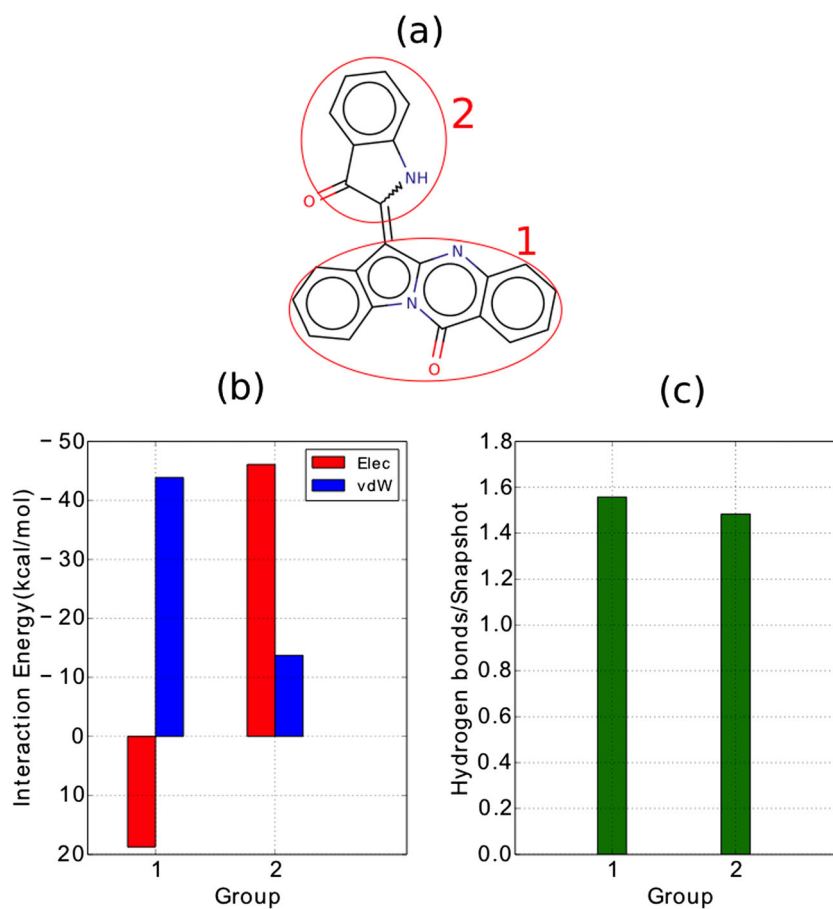 (a)
2
NH
O
1
N
N
O
(b)
(c)
Elec
vdW
− 50
− 40
− 30
− 20
− 10
0
10
20
Interaction Energy(kcal/mol)
1 2
Group
1.8
1.6
1.4
1.2
1.0
0.8
0.6
0.4
0.2
0.0
Hydrogen bonds/Snapshot
1 2
Group